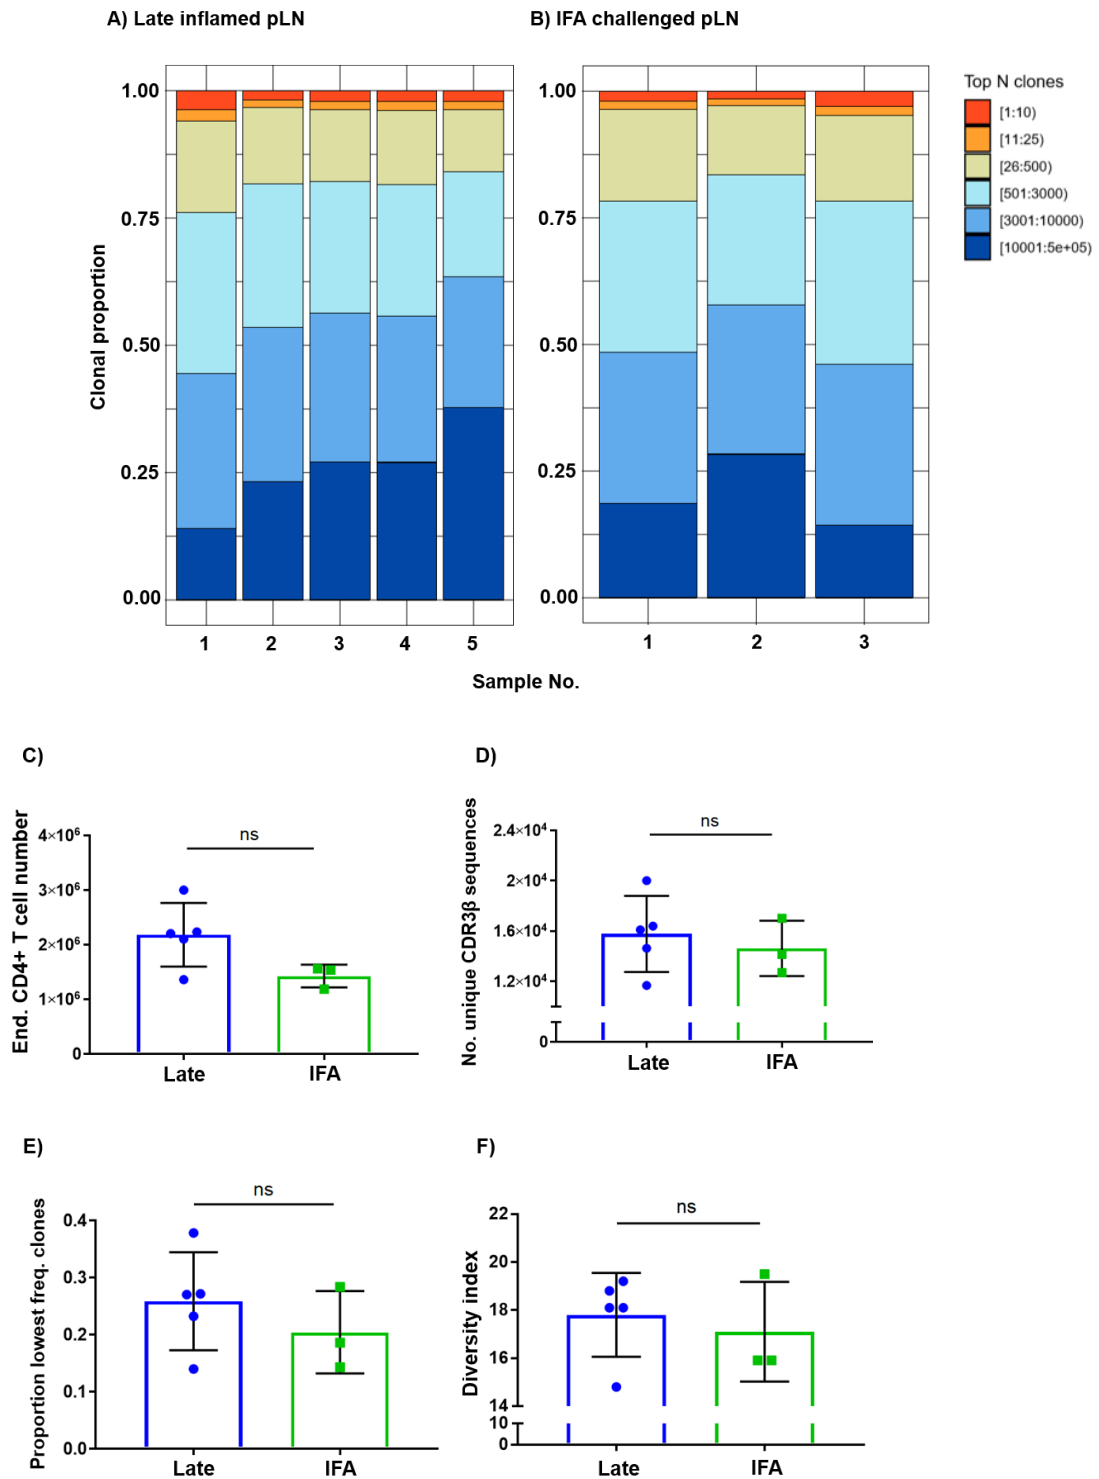 A) Late inflamed pLN
B) IFA challenged pLN
Top N clones
[1:10)
[11:25)
[26:500)
[501:3000)
[3001:10000)
[10001:5e+05)
Clonal proportion
1.00
0.75
0.50
0.25
0.00
1 2 3 4 5
1.00
0.75
0.50
0.25
0.00
1 2 3
Sample No.
C)
End. CD4+ T cell number
4×10⁶
3×10⁶
2×10⁶
1×10⁶
0
ns
Late IFA
D)
No. unique CDR3β sequences
2.4×10⁴
2×10⁴
1.6×10⁴
1.2×10⁴
0
ns
Late IFA
E)
Proportion lowest freq. clones
0.4
0.3
0.2
0.1
0.0
ns
Late IFA
F)
Diversity index
22
20
18
16
14
10
0
ns
Late IFA